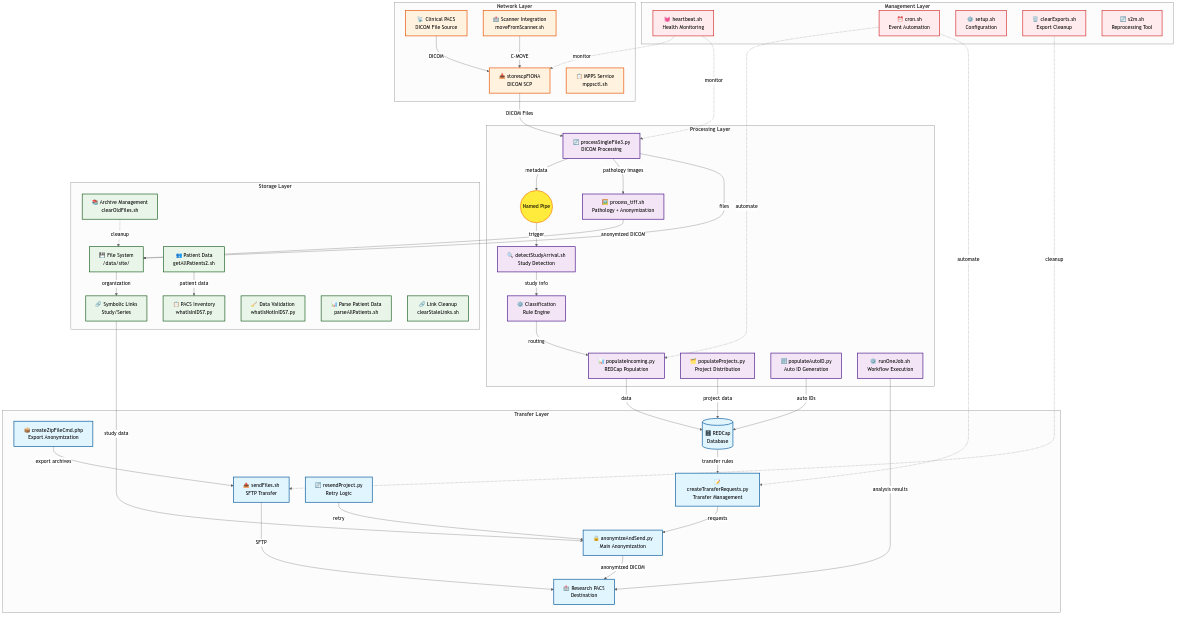 Network Layer
📡 Clinical PACS
DICOM File Source
🏥 Scanner Integration
moveFromScanner.sh
DICOM
C-MOVE
monitor
📥 storescpFIONA
DICOM SCP
📋 MPPS Service
mppsctl.sh
DICOM Files
Management Layer
💓 heartbeat.sh
Health Monitoring
⏰ cron.sh
Event Automation
⚙️ setup.sh
Configuration
🗑️ clearExports.sh
Export Cleanup
🔄 s2m.sh
Reprocessing Tool
monitor
Processing Layer
🔄 processSingleFile3.py
DICOM Processing
metadata
pathology images
Named Pipe
🖼️ process_tiff.sh
Pathology + Anonymization
files
automate
trigger
anonymized DICOM
🔍 detectStudyArrival.sh
Study Detection
study info
⚙️ Classification
Rule Engine
routing
📊 populateIncoming.py
REDCap Population
🗂️ populateProjects.py
Project Distribution
🔢 populateAutoID.py
Auto ID Generation
⚙️ runOneJob.sh
Workflow Execution
automate
cleanup
Storage Layer
📚 Archive Management
clearOldFiles.sh
cleanup
💾 File System
/data/site/
👥 Patient Data
getAllPatients2.sh
organization
patient data
🔗 Symbolic Links
Study/Series
📋 PACS Inventory
whatIsInIDS7.py
Data Validation
whatIsNotInIDS7.py
📊 Parse Patient Data
parseAllPatients.sh
🔗 Link Cleanup
clearStaleLinks.sh
data
project data
auto IDs
Transfer Layer
📦 createZipFileCmd.php
Export Anonymization
study data
🗄️ REDCap
Database
export archives
transfer rules
📤 sendFiles.sh
SFTP Transfer
🔄 resendProject.py
Retry Logic
📝
createTransferRequests.py
Transfer Management
analysis results
retry
requests
SFTP
🔒 anonymizeAndSend.py
Main Anonymization
anonymized DICOM
🏥 Research PACS
Destination